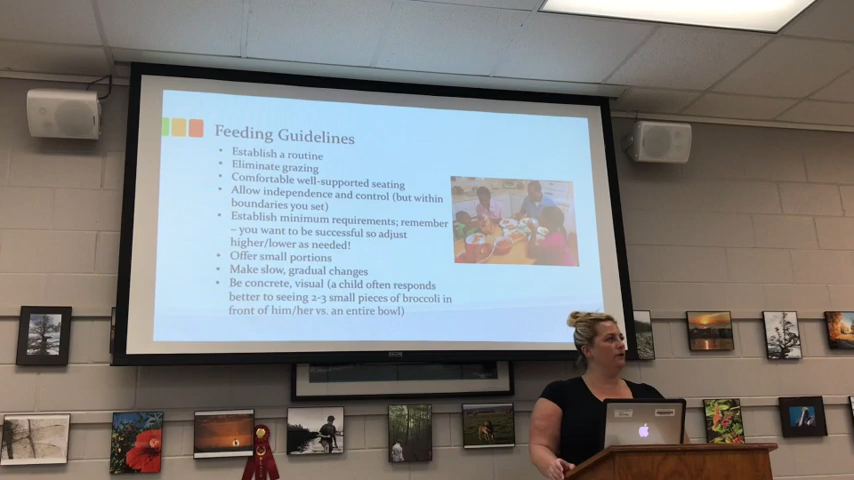 Feeding Guidelines
• Establish a routine
• Eliminate grazing
• Comfortable well-supported seating
• Allow independence and control (but within
boundaries you set)
• Establish minimum requirements; remember
– you want to be successful so adjust
higher/lower as needed!
• Offer small portions
• Make slow, gradual changes
• Be concrete, visual (a child often responds
better to seeing 2-3 small pieces of broccoli in
front of him/her vs. an entire bowl)